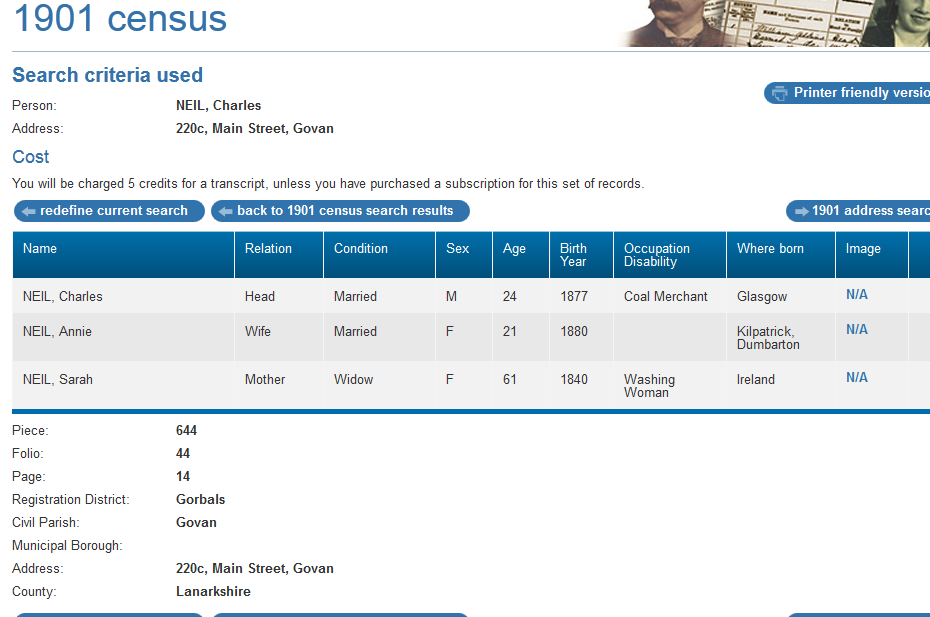 1901 census
Search criteria used
Printer friendly versio
Person: NEIL, Charles
Address: 220c, Main Street, Govan
Cost
You will be charged 5 credits for a transcript, unless you have purchased a subscription for this set of records.
redefine current search back to 1901 census search results 1901 address searc
Name Relation Condition Sex Age Birth Year Occupation Disability Where born Image
NEIL, Charles Head Married M 24 1877 Coal Merchant Glasgow N/A
NEIL, Annie Wife Married F 21 1880 Kilpatrick, Dumbarton N/A
NEIL, Sarah Mother Widow F 61 1840 Washing Woman Ireland N/A
Piece: 644
Folio: 44
Page: 14
Registration District: Gorbals
Civil Parish: Govan
Municipal Borough:
Address: 220c, Main Street, Govan
County: Lanarkshire